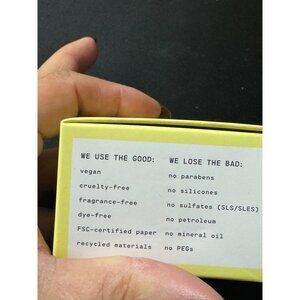 WE USE THE GOOD: WE LOSE THE BAD:
vegan no parabens
cruelty-free no silicones
fragrance-free no sulfates (SLS/SLES)
dye-free no petroleum
FSC-certified paper no mineral oil
recycled materials no PEGs